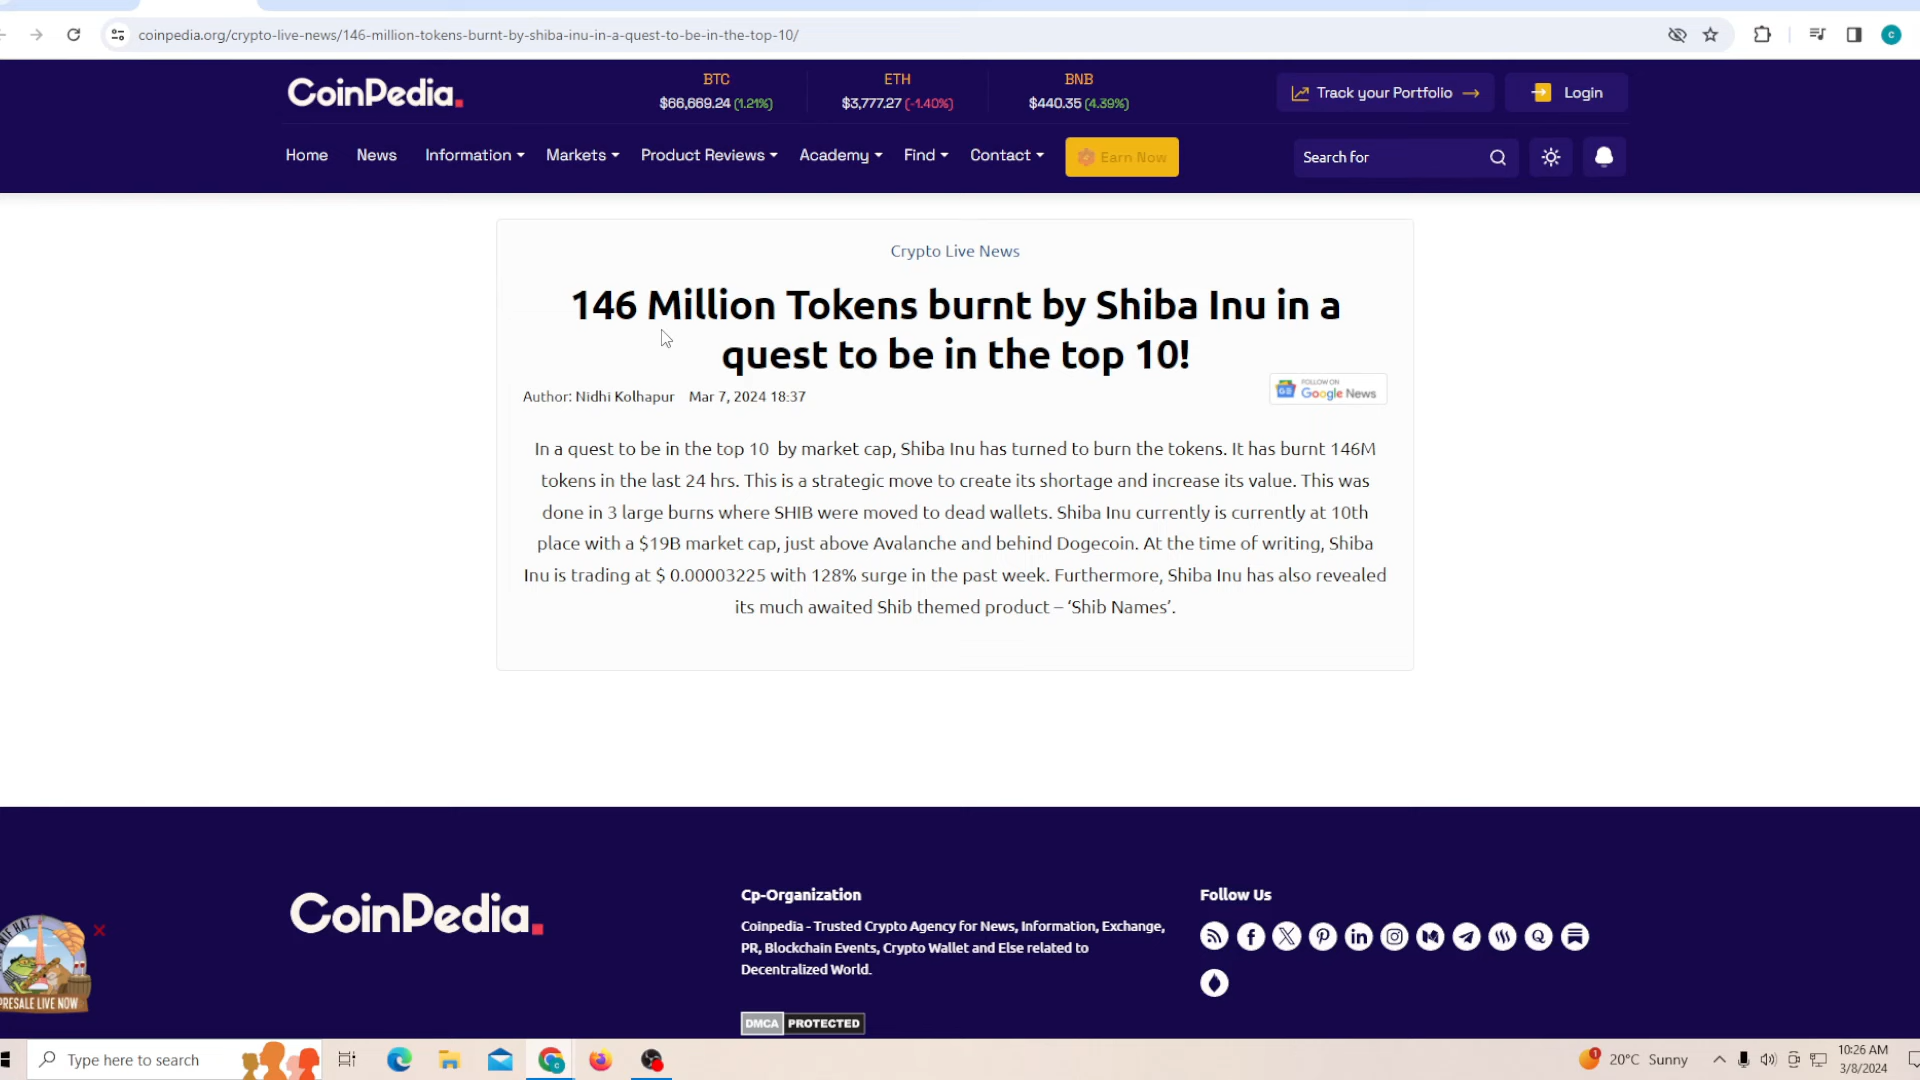 coinpedia.org/crypto-live-news/146-million-tokens-burnt-by-shiba-inu-in-a-quest-to-be-in-the-top-10/
CoinPedia.
BTC
$66,669.24 (1.21%)
ETH
$3,777.27 (-1.40%)
BNB
$440.35 (4.39%)
Track your Portfolio
Login
Home
News
Information
Markets
Product Reviews
Academy
Find
Contact
Earn Now
Search for
Crypto Live News
146 Million Tokens burnt by Shiba Inu in a
quest to be in the top 10!
Author: Nidhi Kolhapur Mar 7, 2024 18:37
FOLLOW ON
Google News
In a quest to be in the top 10 by market cap, Shiba Inu has turned to burn the tokens. It has burnt 146M
tokens in the last 24 hrs. This is a strategic move to create its shortage and increase its value. This was
done in 3 large burns where SHIB were moved to dead wallets. Shiba Inu currently is currently at 10th
place with a $19B market cap, just above Avalanche and behind Dogecoin. At the time of writing, Shiba
Inu is trading at $ 0.00003225 with 128% surge in the past week. Furthermore, Shiba Inu has also revealed
its much awaited Shib themed product – ‘Shib Names’.
CoinPedia.
Cp-Organization
Coinpedia - Trusted Crypto Agency for News, Information, Exchange,
PR, Blockchain Events, Crypto Wallet and Else related to
Decentralized World.
DMCA PROTECTED
Follow Us
WIF HAT
PRESALE LIVE NOW
Type here to search
1
20°C Sunny
10:26 AM
3/8/2024